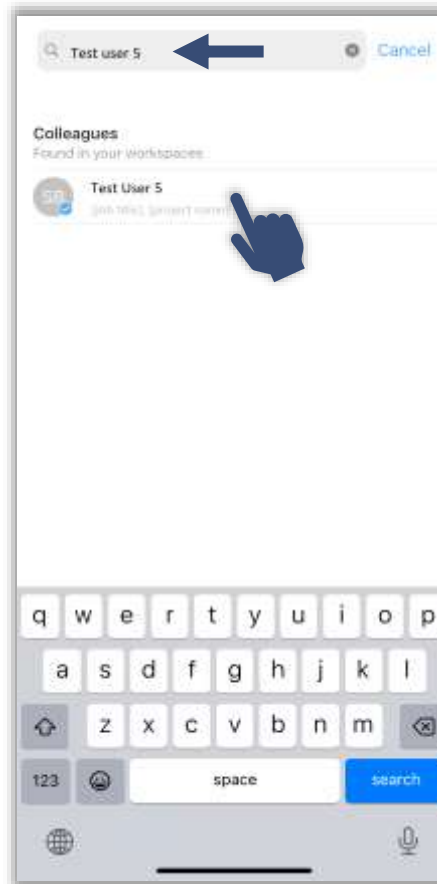 Test user 5
Cancel
Colleagues
Found in your workspaces
Test User 5
q w e r t y u i o p
a s d f g h j k l
z x c v b n m
123 space search